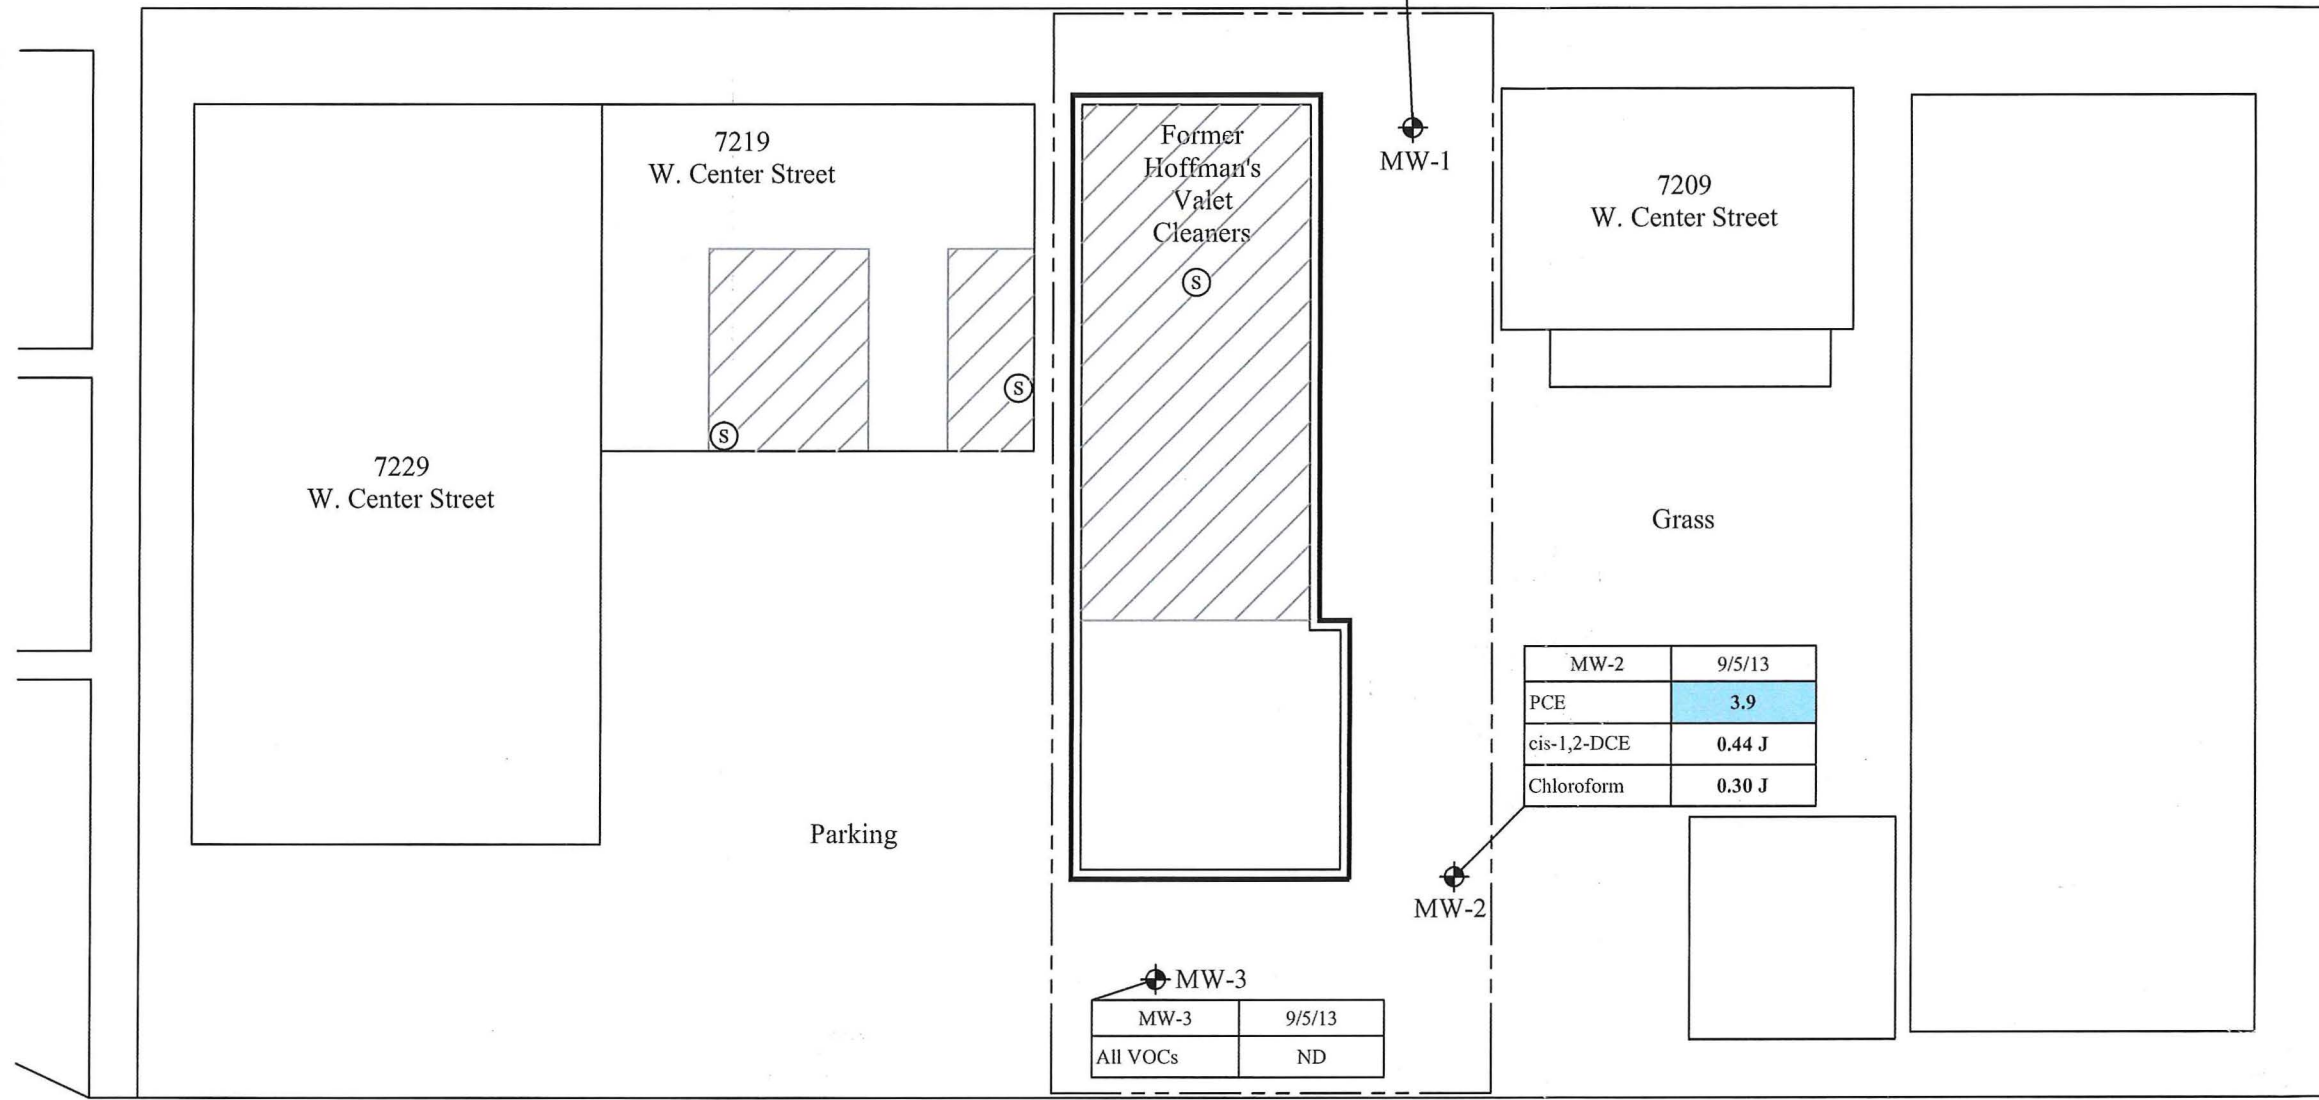 7219
W. Center Street
Former
Hoffman's
Valet
Cleaners
S
MW-1
7209
W. Center Street
S
S
7229
W. Center Street
Grass
MW-2 9/5/13
PCE 3.9
cis-1,2-DCE 0.44 J
Chloroform 0.30 J
Parking
MW-2
MW-3
MW-3 9/5/13
All VOCs ND